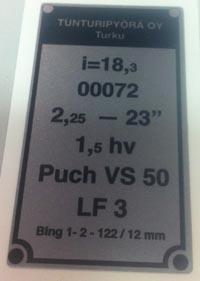 TUNTURIPYÖRÄ OY
Turku
i=18,3
00072
2,25 — 23”
1,5 hv
Puch VS 50
LF 3
Bing 1- 2 - 122 / 12 mm